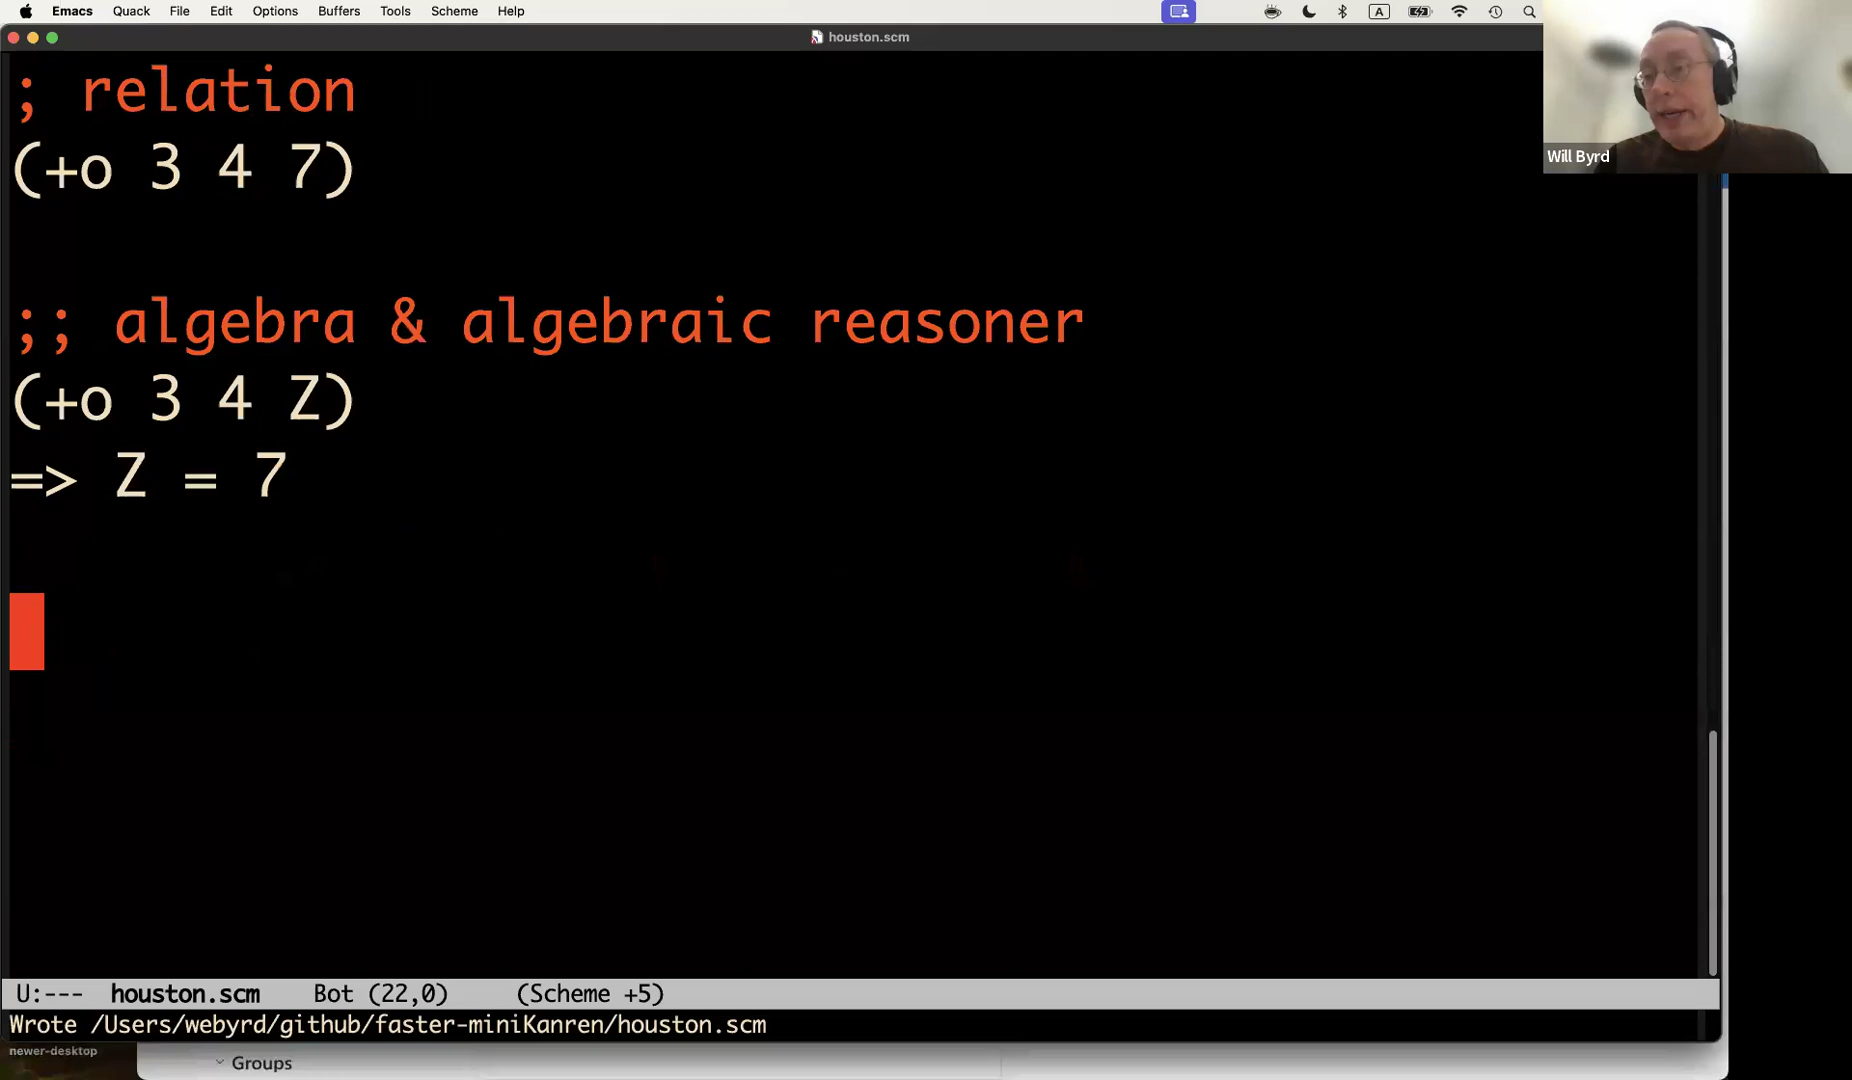 Emacs Quack File Edit Options Buffers Tools Scheme Help A
houston.scm
; relation
(+o 3 4 7)
;; algebra & algebraic reasoner
(+o 3 4 Z)
=> Z = 7
Will Byrd
U:--- houston.scm Bot (22,0) (Scheme +5)
Wrote /Users/webyrd/github/faster-miniKanren/houston.scm
newer-desktop
Groups